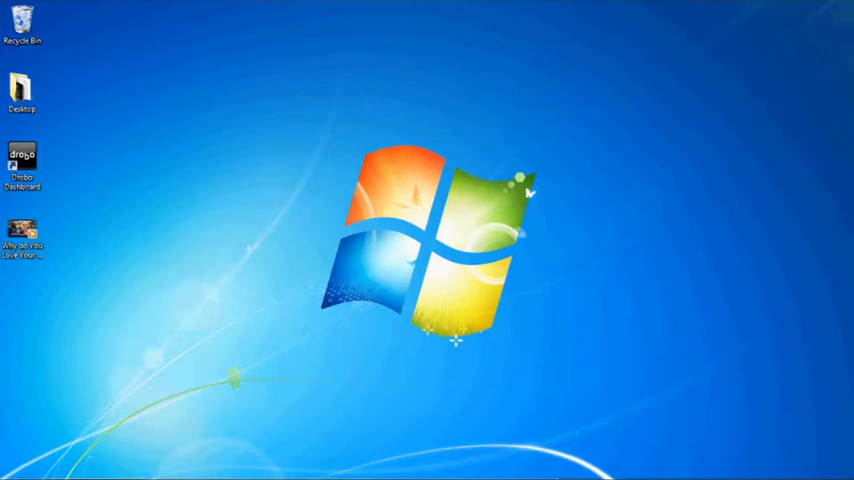 Recycle Bin
Desktop
drobo
Drobo
Dashboard
Why do You
Love Your ...